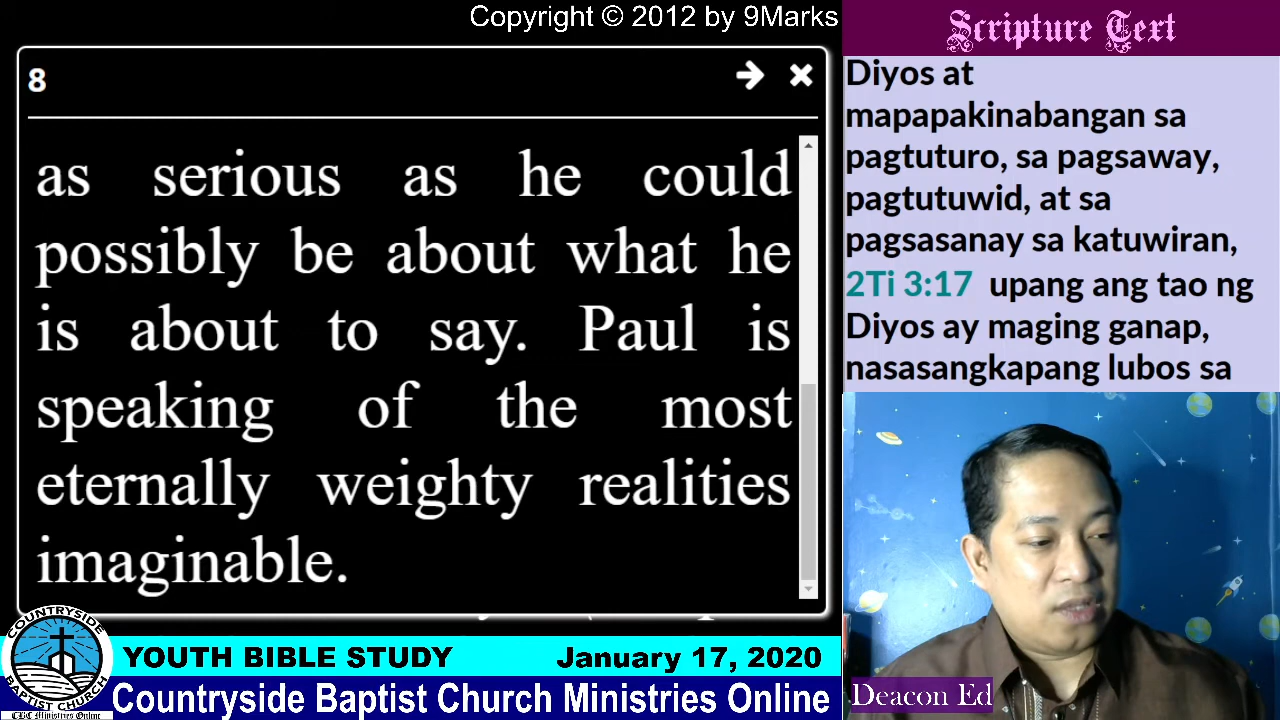 Copyright © 2012 by 9Marks
8
as serious as he could
possibly be about what he
is about to say. Paul is
speaking of the most
eternally weighty realities
imaginable.
Scripture Text
Diyos at
mapapakinabangan sa
pagtuturo, sa pagsaway,
pagtutuwid, at sa
pagsasanay sa katuwiran,
2Ti 3:17 upang ang tao ng
Diyos ay maging ganap,
nasasangkapang lubos sa
COUNTRYSIDE
BAPTIST CHURCH
CBC Ministries Online
YOUTH BIBLE STUDY January 17, 2020
Countryside Baptist Church Ministries Online
Deacon Ed